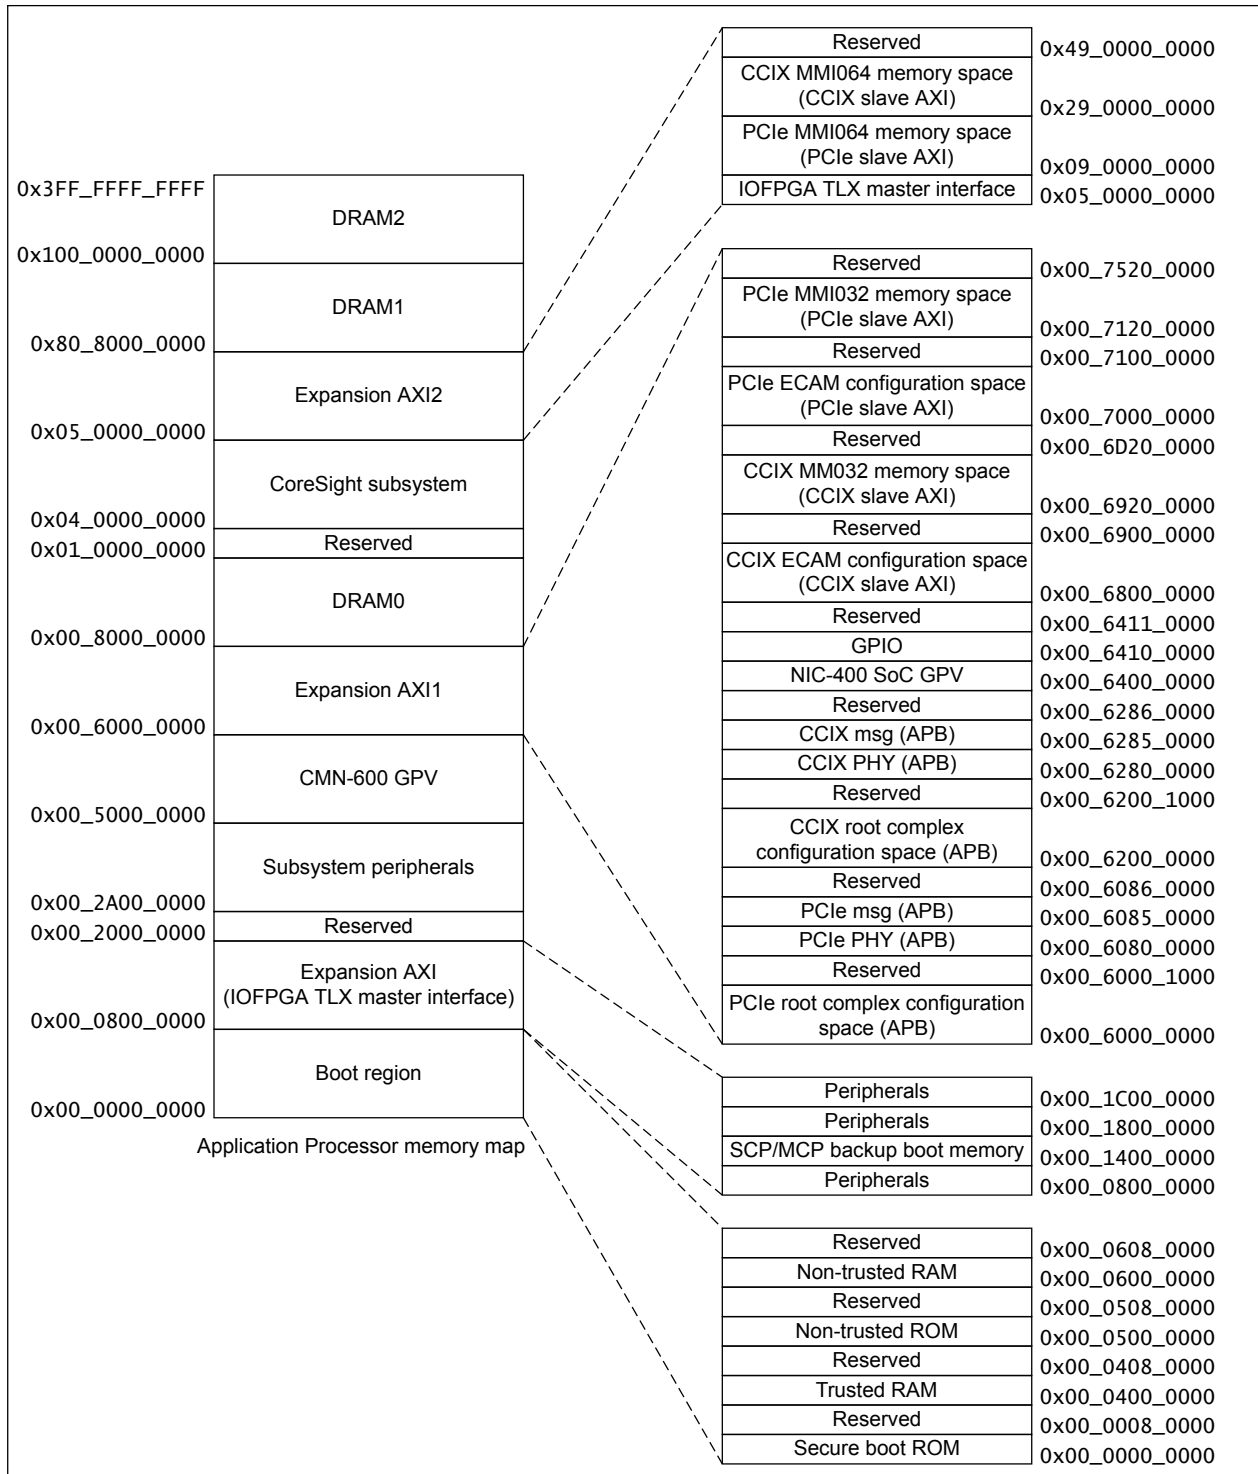 0x3FF_FFFF_FFFF
DRAM2
0x100_0000_0000
DRAM1
0x80_8000_0000
Expansion AXI2
0x05_0000_0000
CoreSight subsystem
0x04_0000_0000
Reserved
0x01_0000_0000
DRAM0
0x00_8000_0000
Expansion AXI1
0x00_6000_0000
CMN-600 GPV
0x00_5000_0000
Subsystem peripherals
0x00_2A00_0000
Reserved
0x00_2000_0000
Expansion AXI
(IOFPGA TLX master interface)
0x00_0800_0000
Boot region
0x00_0000_0000
Application Processor memory map
Reserved
0x49_0000_0000
CCIX MMI064 memory space
(CCIX slave AXI)
0x29_0000_0000
PCIe MMI064 memory space
(PCIe slave AXI)
0x09_0000_0000
IOFPGA TLX master interface
0x05_0000_0000
Reserved
0x00_7520_0000
PCIe MMI032 memory space
(PCIe slave AXI)
0x00_7120_0000
Reserved
0x00_7100_0000
PCIe ECAM configuration space
(PCIe slave AXI)
0x00_7000_0000
Reserved
0x00_6D20_0000
CCIX MM032 memory space
(CCIX slave AXI)
0x00_6920_0000
Reserved
0x00_6900_0000
CCIX ECAM configuration space
(CCIX slave AXI)
0x00_6800_0000
Reserved
0x00_6411_0000
GPIO
0x00_6410_0000
NIC-400 SoC GPV
0x00_6400_0000
Reserved
0x00_6286_0000
CCIX msg (APB)
0x00_6285_0000
CCIX PHY (APB)
0x00_6280_0000
Reserved
0x00_6200_1000
CCIX root complex
configuration space (APB)
0x00_6200_0000
Reserved
0x00_6086_0000
PCIe msg (APB)
0x00_6085_0000
PCIe PHY (APB)
0x00_6080_0000
Reserved
0x00_6000_1000
PCIe root complex configuration
space (APB)
0x00_6000_0000
Peripherals
0x00_1C00_0000
Peripherals
0x00_1800_0000
SCP/MCP backup boot memory
0x00_1400_0000
Peripherals
0x00_0800_0000
Reserved
0x00_0608_0000
Non-trusted RAM
0x00_0600_0000
Reserved
0x00_0508_0000
Non-trusted ROM
0x00_0500_0000
Reserved
0x00_0408_0000
Trusted RAM
0x00_0400_0000
Reserved
0x00_0008_0000
Secure boot ROM
0x00_0000_0000